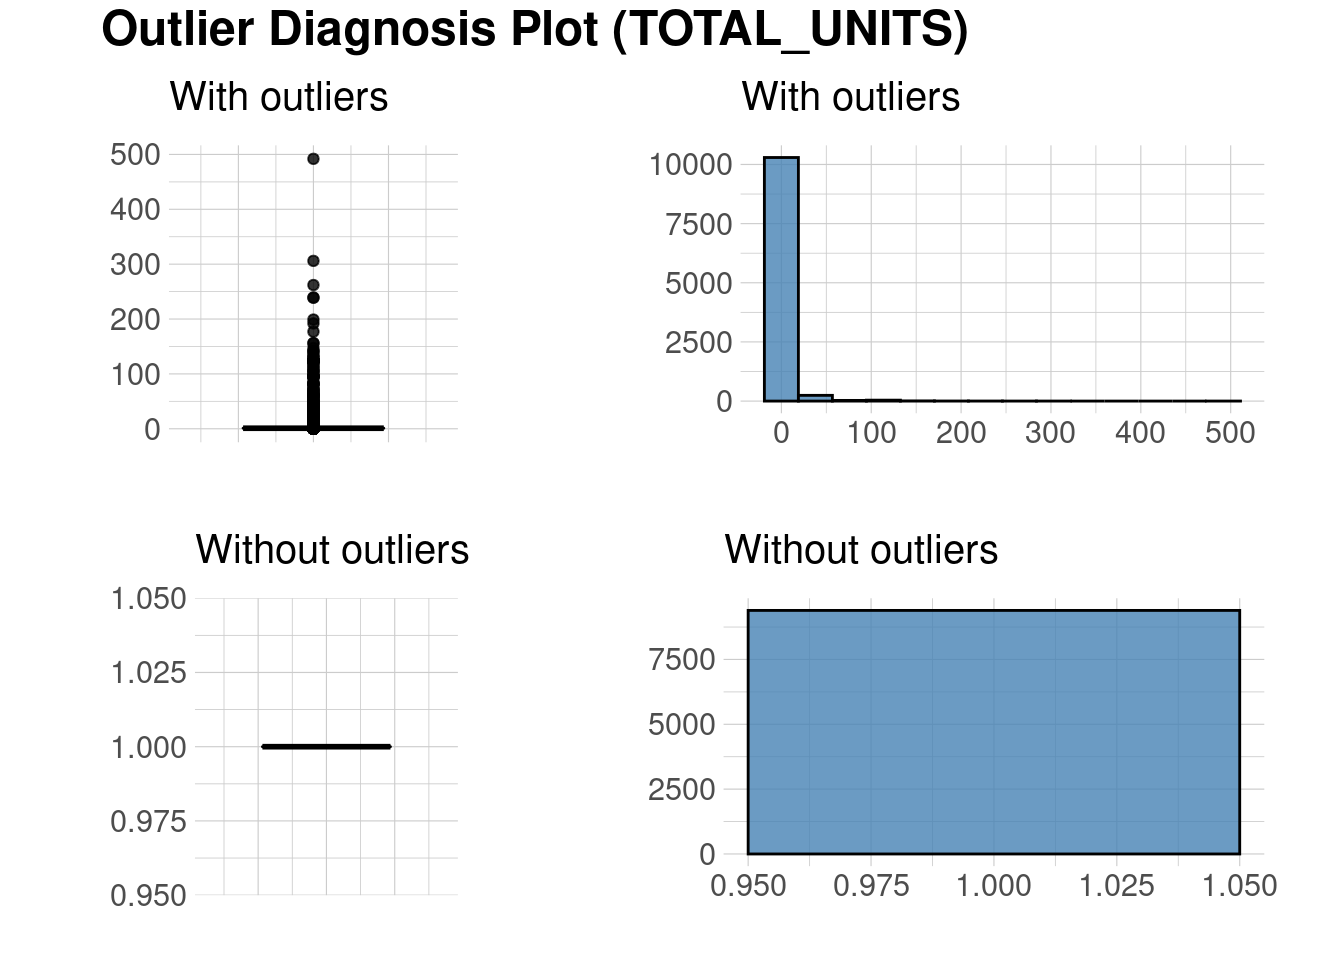 Outlier Diagnosis Plot (TOTAL_UNITS)
With outliers
500
400
300
200
100
0
With outliers
10000
7500
5000
2500
0
0 100 200 300 400 500
Without outliers
1.050
1.025
1.000
0.975
0.950
Without outliers
7500
5000
2500
0
0.950 0.975 1.000 1.025 1.050